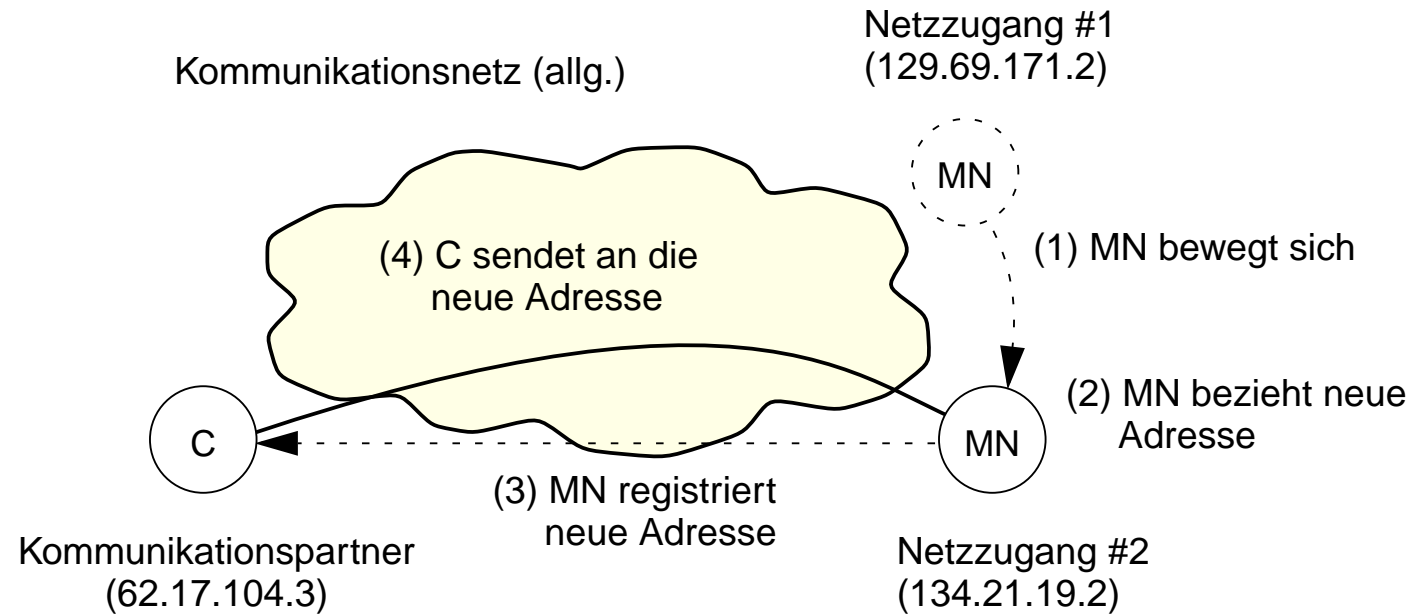 Netzzugang #1
(129.69.171.2)
Kommunikationsnetz (allg.)
MN
(1) MN bewegt sich
(4) C sendet an die
neue Adresse
(2) MN bezieht neue
Adresse
C
MN
(3) MN registriert
neue Adresse
Kommunikationspartner
(62.17.104.3)
Netzzugang #2
(134.21.19.2)